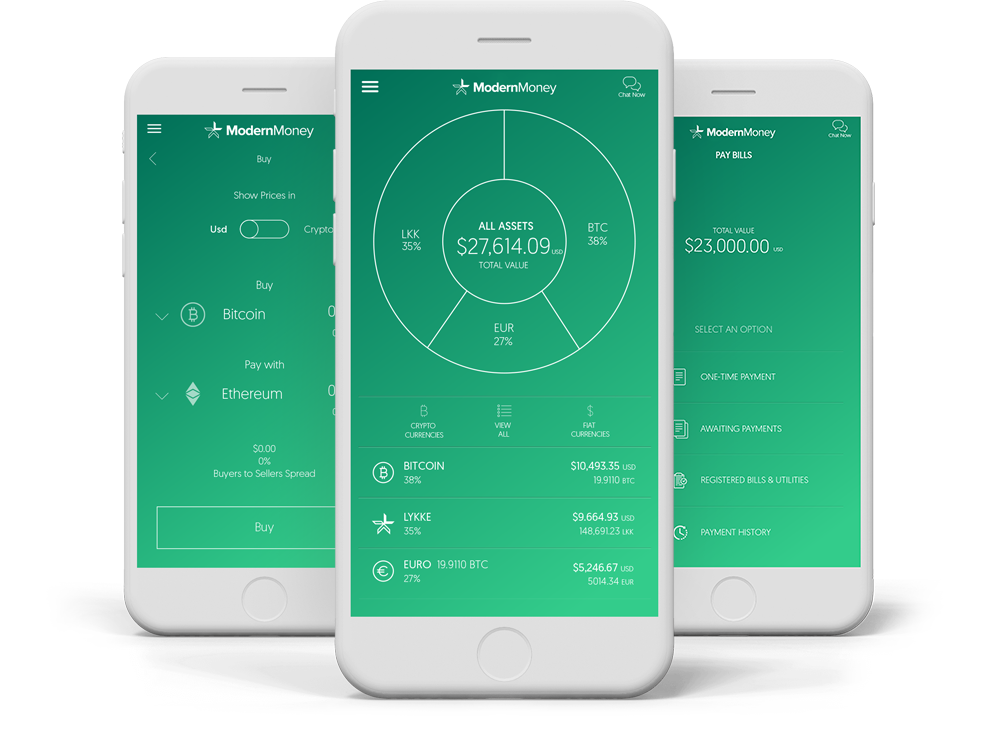 ModernMoney
Buy
Show Prices in
Usd Crypto
Buy
Bitcoin
Pay with
Ethereum
$0.00
0%
Buyers to Sellers Spread
Buy
ModernMoney
Chat Now
LKK
35%
BTC
38%
ALL ASSETS
$27,614.09 USD
TOTAL VALUE
EUR
27%
CRYPTO
CURRENCIES
VIEW
ALL
FIAT
CURRENCIES
BITCOIN
38%
$10,493.35 USD
19.9110 BTC
LYKKE
35%
$9.664.93 USD
148,691.23 LKK
EURO 19.9110 BTC
27%
$5,246.67 USD
5014.34 EUR
ModernMoney
Chat Now
PAY BILLS
TOTAL VALUE
$23,000.00 USD
SELECT AN OPTION
ONE-TIME PAYMENT
AWAITING PAYMENTS
REGISTERED BILLS & UTILITIES
PAYMENT HISTORY